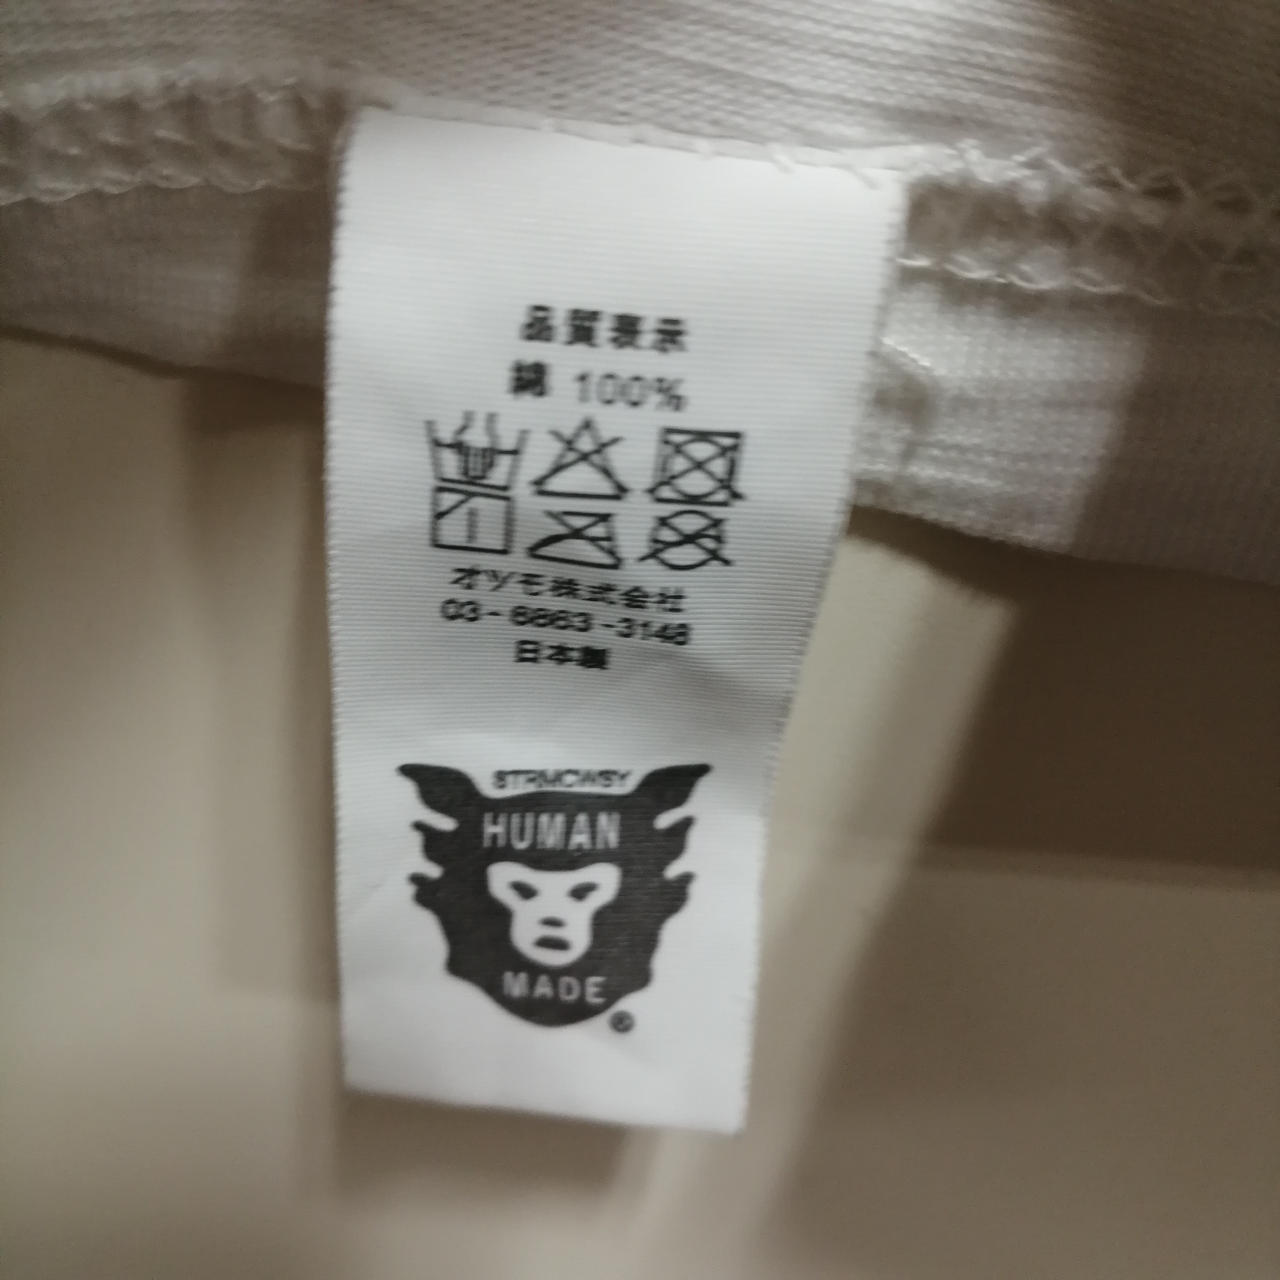 品質表示
綿 100%
オツモ株式会社
03-6863-3148
日本製
STRMCWSY
HUMAN
MADE
®